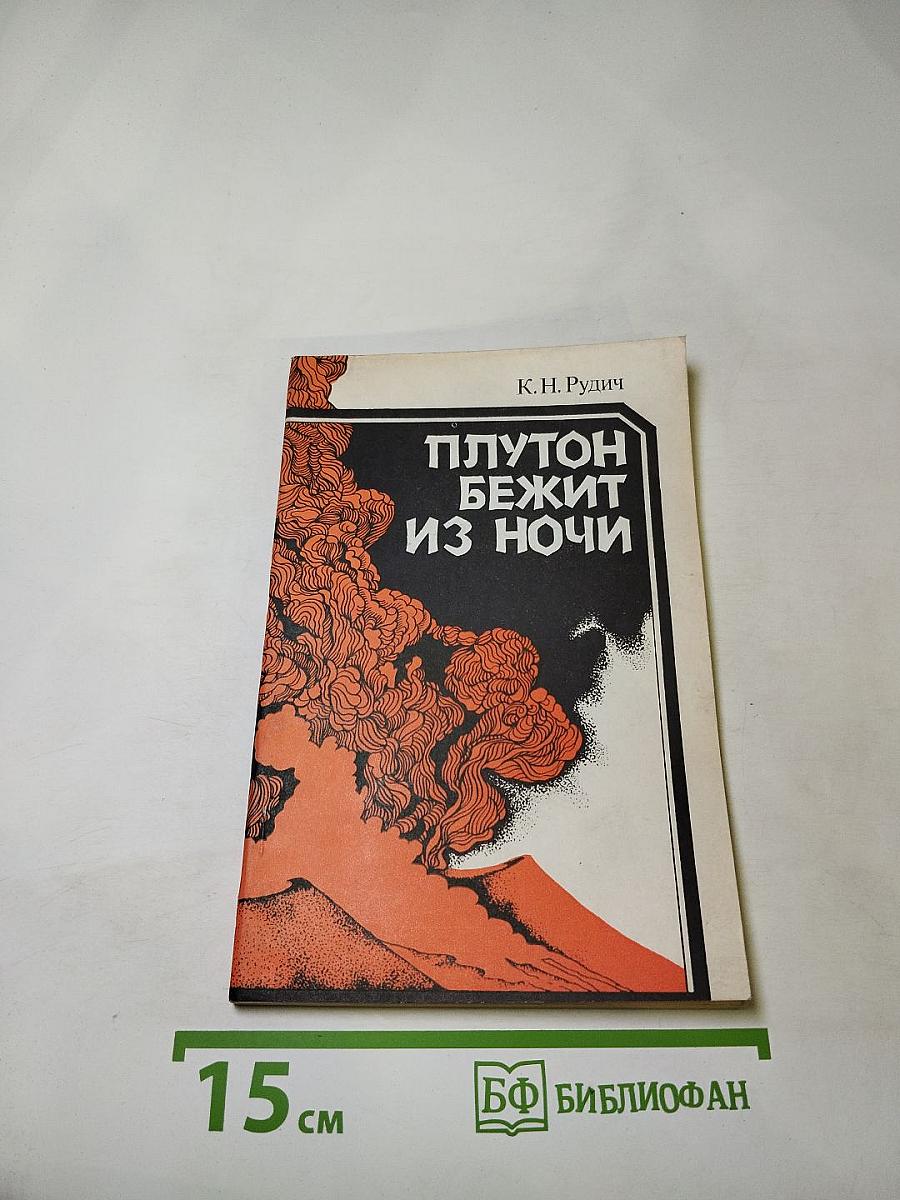 К. Н. Рудич
ПЛУТОН
БЕЖИТ
ИЗ НОЧИ
15 см
БФ БИБЛИОФАН